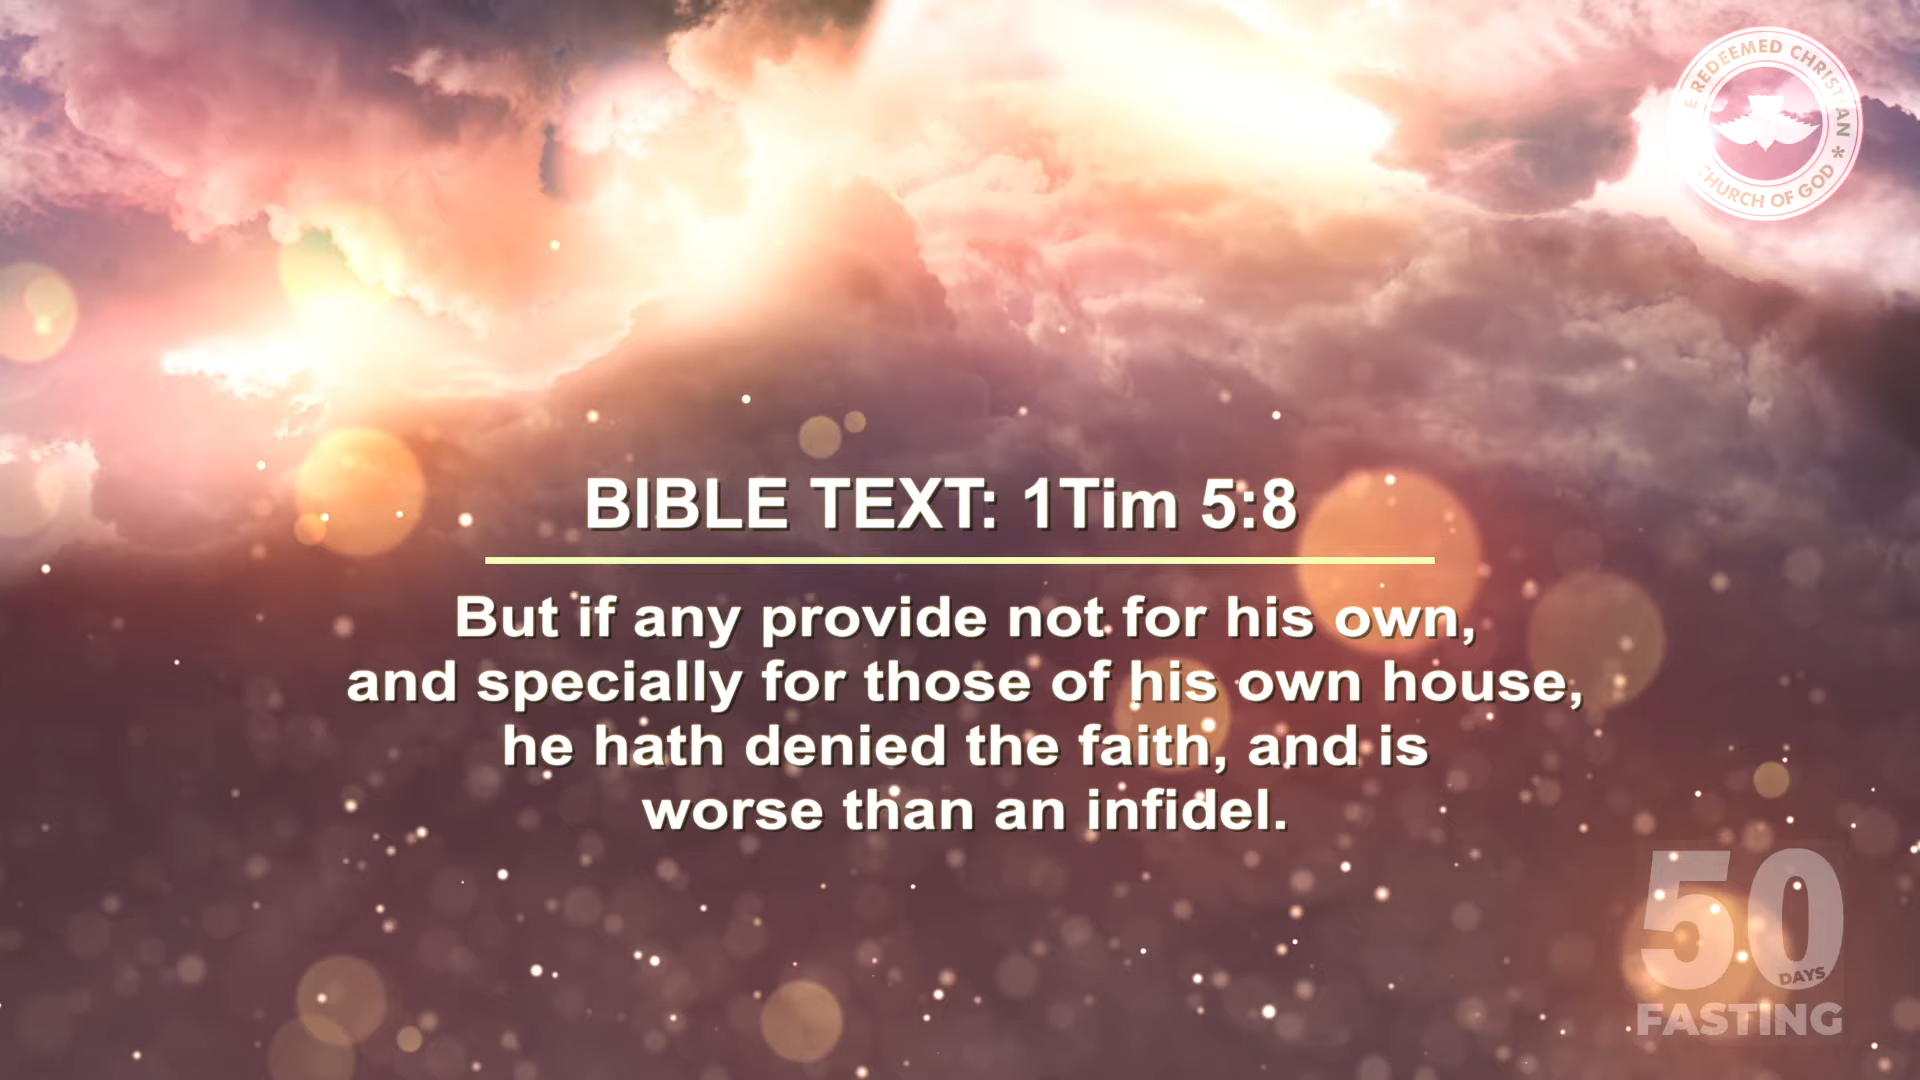 E REDEEMED CHRISTIAN *
CHURCH OF GOD
BIBLE TEXT: 1Tim 5:8
But if any provide not for his own,
and specially for those of his own house,
he hath denied the faith, and is
worse than an infidel.
50
DAYS
FASTING